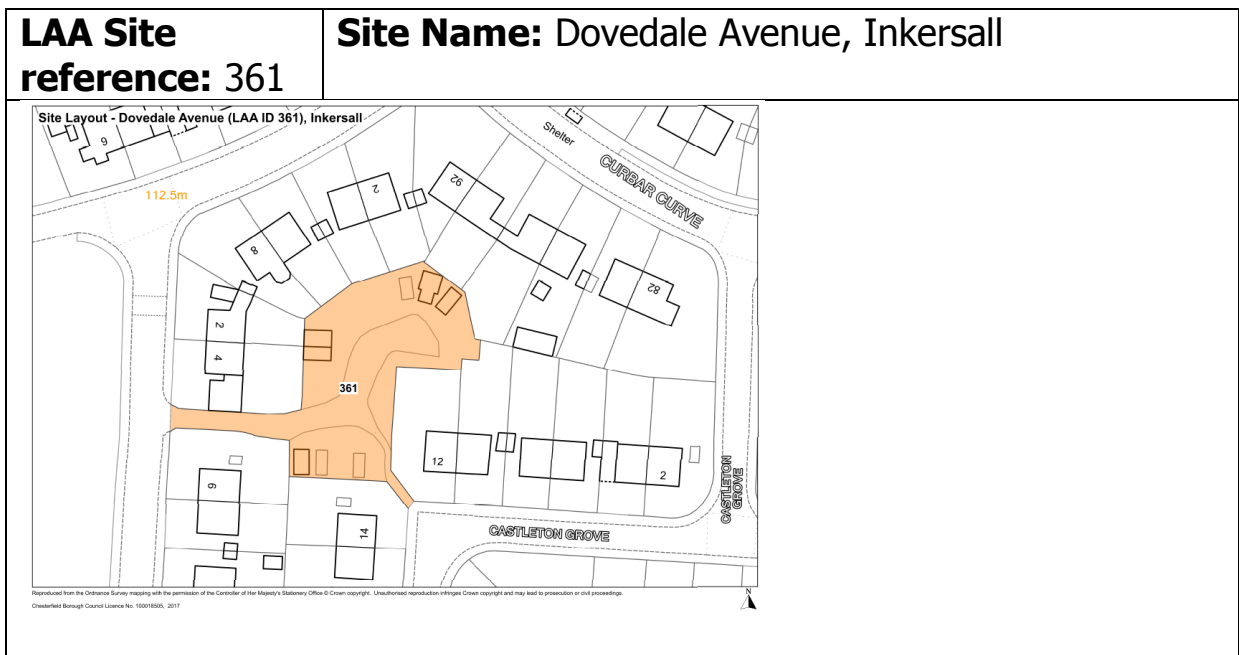 LAA Site
reference: 361
Site Name: Dovedale Avenue, Inkersall
Site Layout - Dovedale Avenue (LAA ID 361), Inkersall
9
112.5m
Shelter
CURBAR CURVE
2
92
8
82
2
4
361
12
2
6
14
CASTLETON
GROVE
CASTLETON GROVE
Reproduced from the Ordnance Survey mapping with the permission of the Controller of Her Majesty's Stationery Office © Crown copyright. Unauthorised reproduction infringes Crown copyright and may lead to prosecution or civil proceedings.
Chesterfield Borough Council Licence No. 100018505, 2017
N